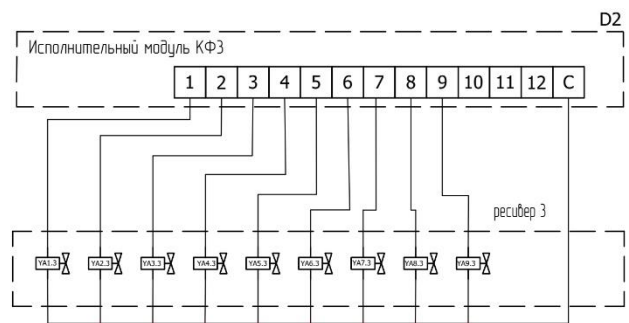 D2
Исполнительный модуль КФ3
1 2 3 4 5 6 7 8 9 10 11 12 C
ресивер 3
YA1.3 YA2.3 YA3.3 YA4.3 YA5.3 YA6.3 YA7.3 YA8.3 YA9.3